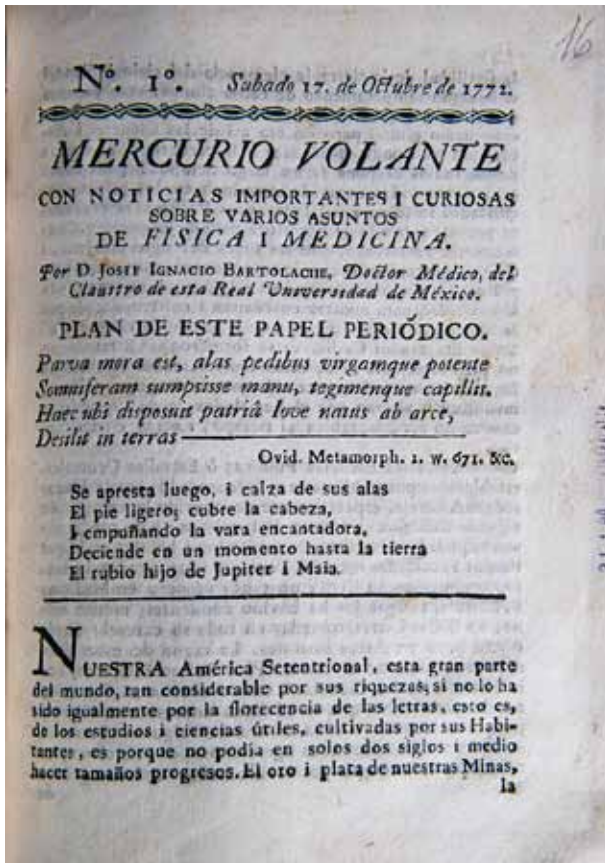 16
Nº. 1º. Sabado 17. de Octubre de 1772.
MERCURIO VOLANTE
CON NOTICIAS IMPORTANTES I CURIOSAS
SOBRE VARIOS ASUNTOS
DE FISICA I MEDICINA.
Por D. Josef Ignacio Bartolache, Doctor Médico, del
Claustro de esta Real Universidad de México.
PLAN DE ESTE PAPEL PERIÓDICO.
Parva mora est, alas pedibus virgamque potente
Somniferam sumpsisse manu, tegimenque capillis.
Haec ubi disposuit patriâ Iove natus ab arce,
Desilit in terras
Ovid. Metamorph. 1. w. 671. &c.
Se apresta luego, i calza de sus alas
El pie ligero; cubre la cabeza,
I empuñando la vara encantadora,
Deciende en un momento hasta la tierra
El rubio hijo de Jupiter i Maia.
NUESTRA América Setentrional, esta gran parte
del mundo, tan considerable por sus riquezas; si no lo ha
sido igualmente por la florecencia de las letras, esto es,
de los estudios i ciencias útiles, cultivadas por sus Habi-
tantes, es porque no podia en solos dos siglos i medio
hacer tamaños progresos. El oro i plata de nuestras Minas,
la